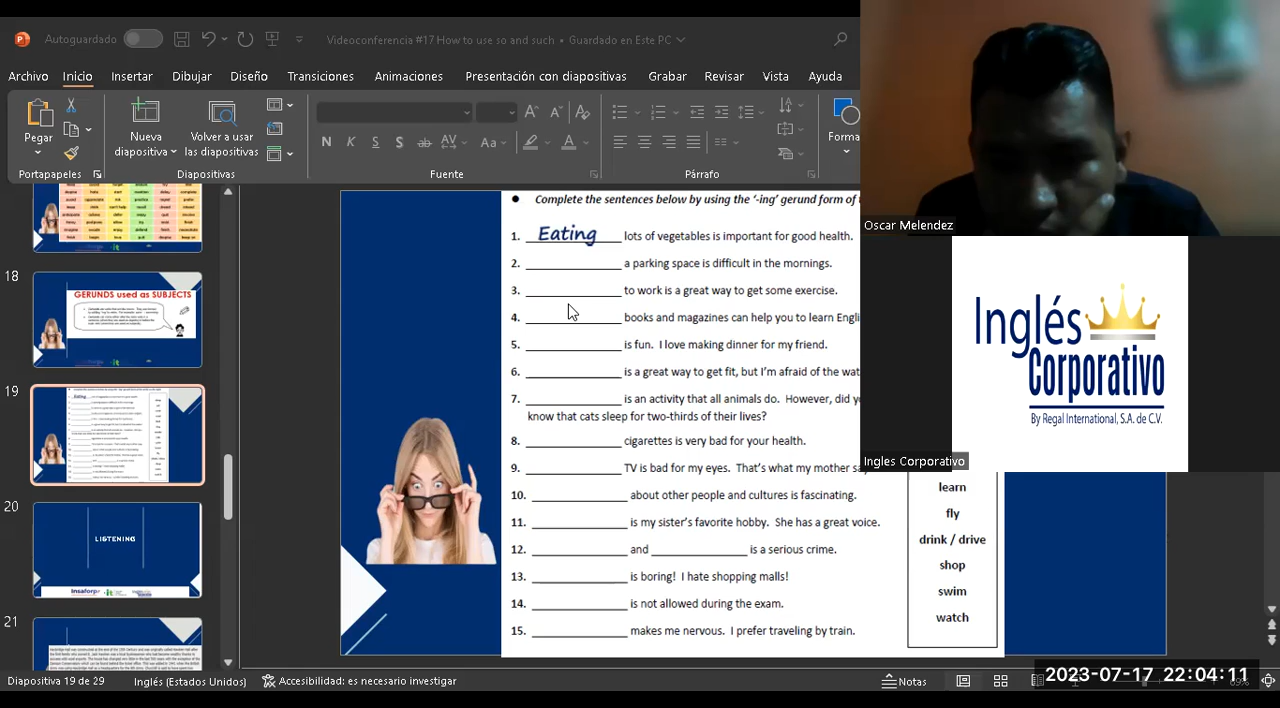 Autoguardado
Videoconferencia #17 How to use so and such • Guardado en Este PC
Archivo Inicio Insertar Dibujar Diseño Transiciones Animaciones Presentación con diapositivas Grabar Revisar Vista Ayuda
Pegar
Nueva diapositiva
Volver a usar las diapositivas
Forma
N K S S ab AV Aa A
Portapapeles Diapositivas Fuente Párrafo
Oscar Melendez
Inglés
Corporativo
By Regal International, S.A. de C.V.
Ingles Corporativo
18
GERUNDS used as SUBJECTS
19
20
LISTENING
21
Complete the sentences below by using the '-ing' gerund form of
1. Eating lots of vegetables is important for good health.
2. a parking space is difficult in the mornings.
3. to work is a great way to get some exercise.
4. books and magazines can help you to learn Engli
5. is fun. I love making dinner for my friend.
6. is a great way to get fit, but I'm afraid of the wat
7. is an activity that all animals do. However, did yo
know that cats sleep for two-thirds of their lives?
8. cigarettes is very bad for your health.
9. TV is bad for my eyes. That's what my mother sa
10. about other people and cultures is fascinating.
11. is my sister's favorite hobby. She has a great voice.
12. and is a serious crime.
13. is boring! I hate shopping malls!
14. is not allowed during the exam.
15. makes me nervous. I prefer traveling by train.
learn
fly
drink / drive
shop
swim
watch
Diapositiva 19 de 29 Inglés (Estados Unidos) Accesibilidad: es necesario investigar Notas
2023-07-17 22:04:11